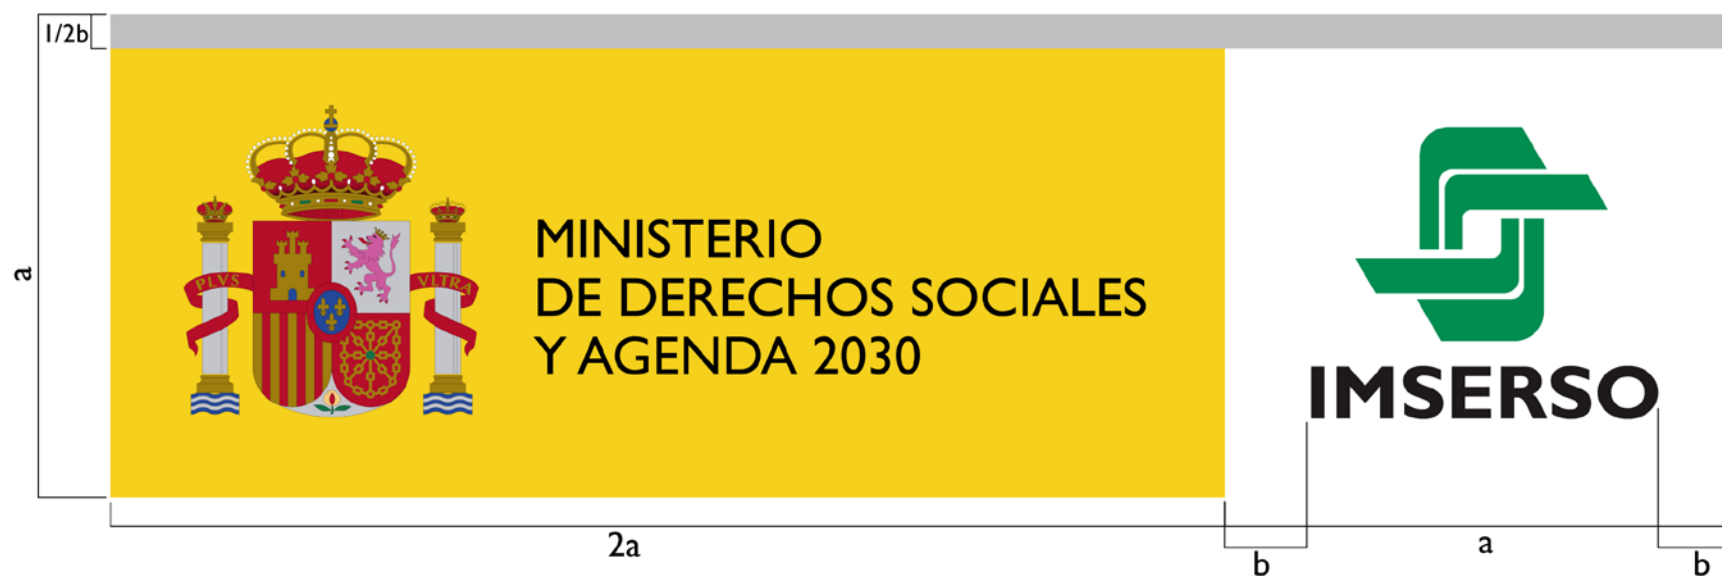 1/2b
a
PLVS VLTRA
MINISTERIO
DE DERECHOS SOCIALES
Y AGENDA 2030
IMSERSO
2a
b
a
b